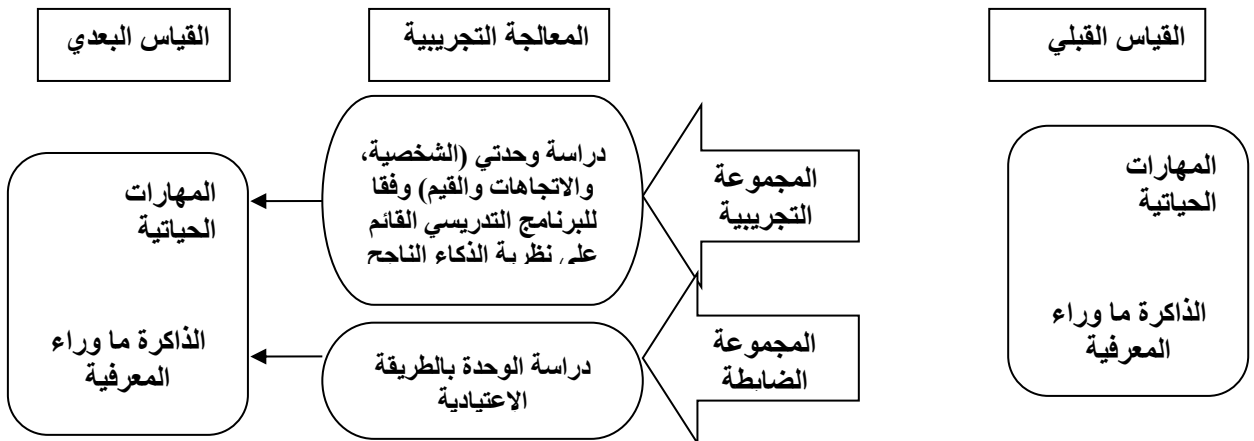 القياس القبلي
المعالجة التجريبية
القياس البعدي
المهارات
الحياتية
الذاكرة ما وراء
المعرفية
المجموعة
التجريبية
المجموعة
الضابطة
دراسة وحدتي (الشخصية،
والاتجاهات والقيم) وفقا
للبرنامج التدريسي القائم
على نظرية الذكاء الناجح
دراسة الوحدة بالطريقة
الاعتيادية
المهارات
الحياتية
الذاكرة ما وراء
المعرفية